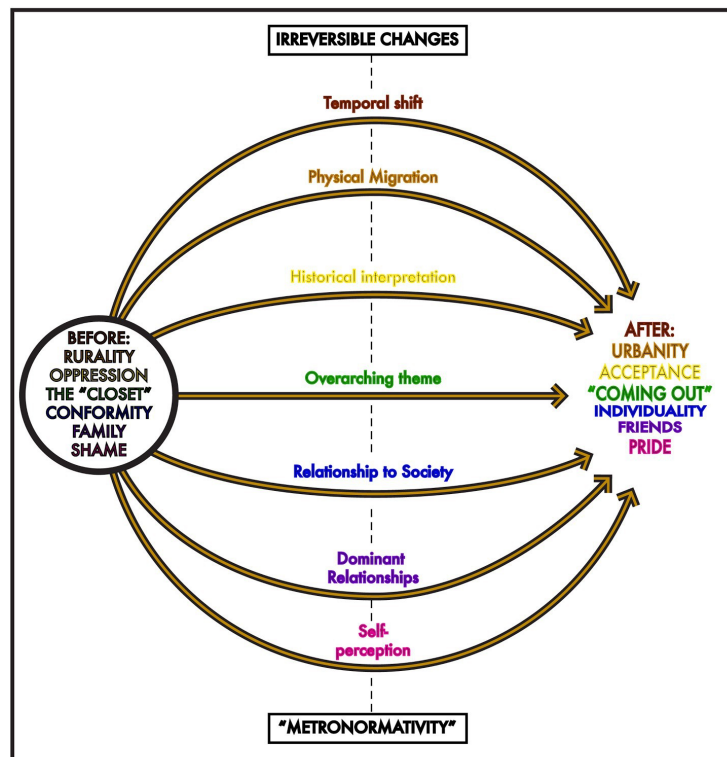 IRREVERSIBLE CHANGES
Temporal shift
Physical Migration
Historical interpretation
BEFORE:
RURALITY
OPPRESSION
THE "CLOSET"
CONFORMITY
FAMILY
SHAME
Overarching theme
AFTER:
URBANITY
ACCEPTANCE
"COMING OUT"
INDIVIDUALITY
FRIENDS
PRIDE
Relationship to Society
Dominant
Relationships
Self-
perception
"METRONORMATIVITY"